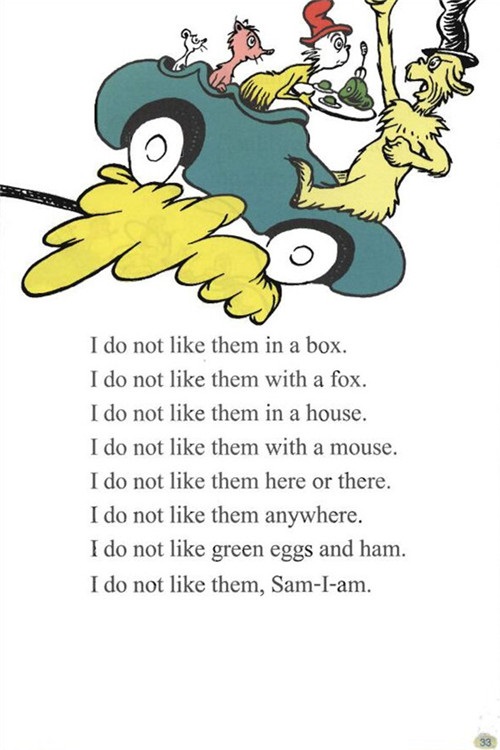 I do not like them in a box.
I do not like them with a fox.
I do not like them in a house.
I do not like them with a mouse.
I do not like them here or there.
I do not like them anywhere.
I do not like green eggs and ham.
I do not like them, Sam-I-am.
33